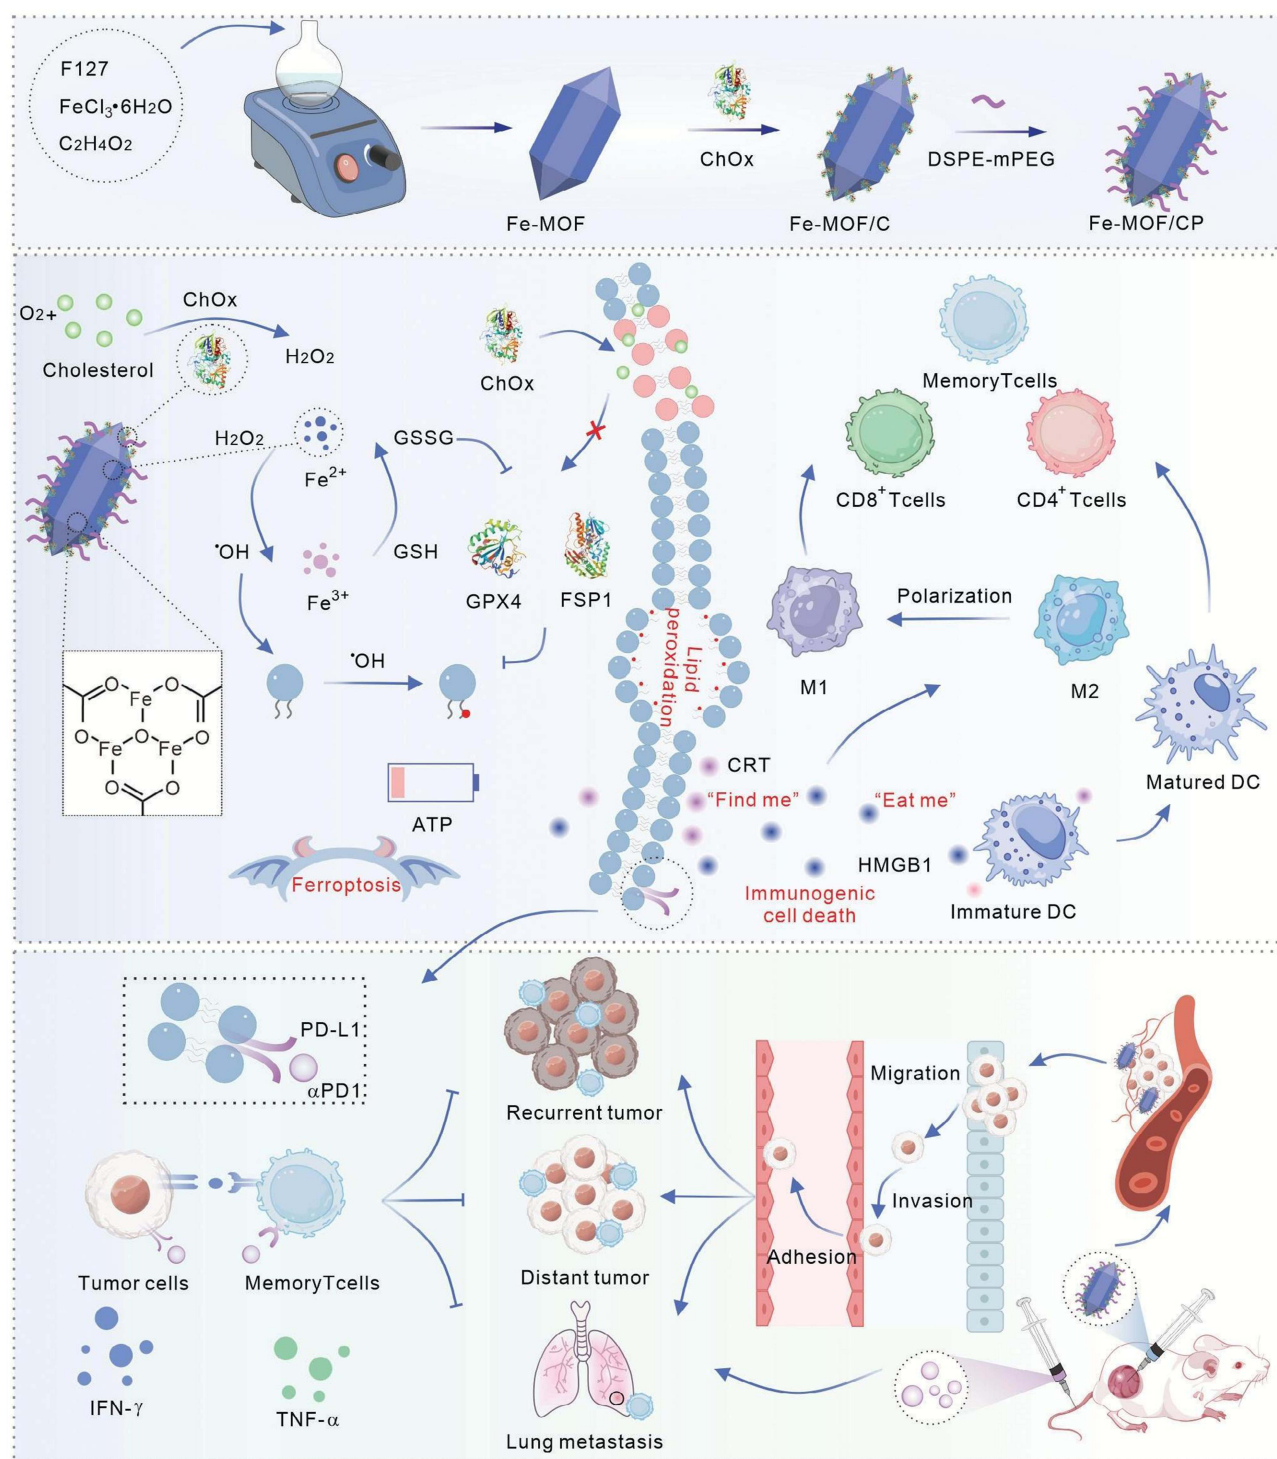 F127
FeCl3•6H2O
C2H4O2
Fe-MOF
ChOx
Fe-MOF/C
DSPE-mPEG
Fe-MOF/CP
O2+
Cholesterol
ChOx
H2O2
H2O2
Fe2+
•OH
Fe3+
GSSG
GSH
ChOx
GPX4
FSP1
•OH
Fe
O
O
O
Fe
O
Fe
O
O
O
ATP
Ferroptosis
Lipid
peroxidation
CRT
“Find me”
“Eat me”
HMGB1
Immunogenic
cell death
Immature DC
Matured DC
MemoryTcells
CD8+Tcells
CD4+Tcells
Polarization
M1
M2
PD-L1
αPD1
Tumor cells
MemoryTcells
IFN-γ
TNF-α
Recurrent tumor
Distant tumor
Lung metastasis
Migration
Invasion
Adhesion